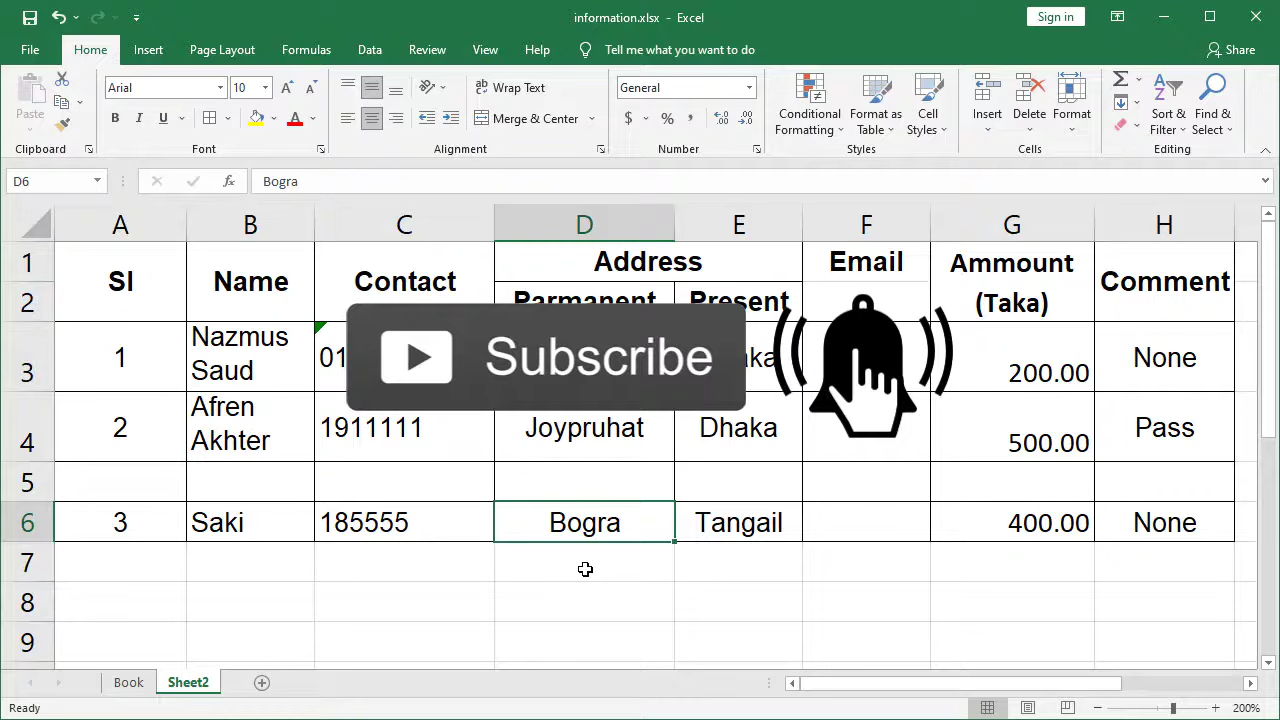 information.xlsx - Excel
Sign in
File Home Insert Page Layout Formulas Data Review View Help Tell me what you want to do Share
Paste
Arial 10
B I U A
Wrap Text
Merge & Center
General
$ % ,
Conditional Formatting
Format as Table
Cell Styles
Insert Delete Format
Sort & Filter
Find & Select
Clipboard Font Alignment Number Styles Cells Editing
D6 fx Bogra
A B C D E F G H
1 Sl Name Contact Address Email Ammount (Taka) Comment
2 Parmanent Present
3 1 Nazmus Saud 200.00 None
Subscribe
4 2 Afren Akhter 1911111 Joypruhat Dhaka 500.00 Pass
5
6 3 Saki 185555 Bogra Tangail 400.00 None
7
8
9
Book Sheet2
Ready 200%